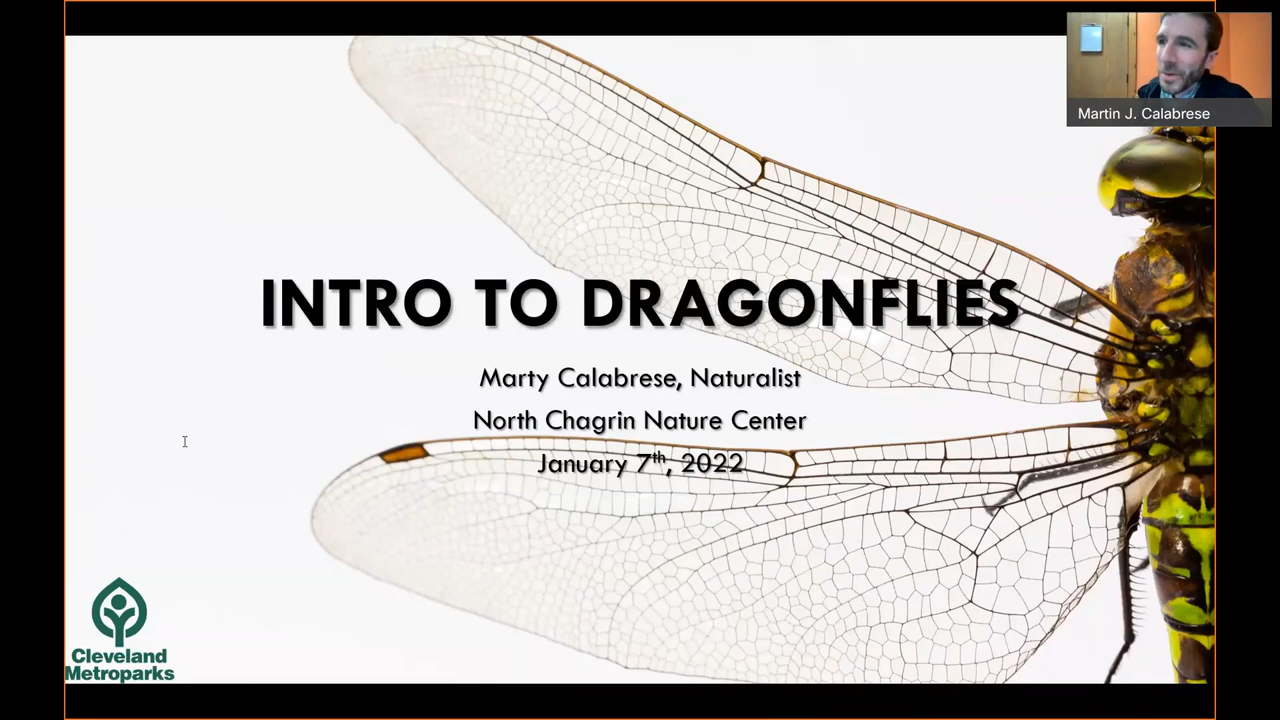 Martin J. Calabrese
INTRO TO DRAGONFLIES
Marty Calabrese, Naturalist
North Chagrin Nature Center
January 7th, 2022
Cleveland
Metroparks